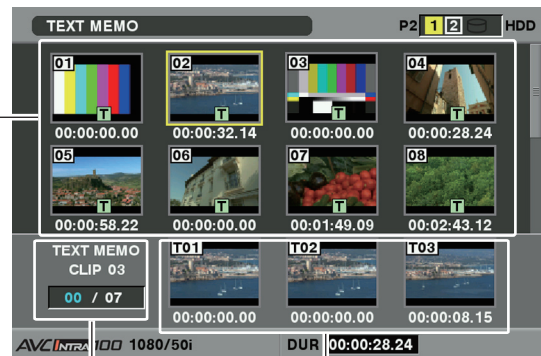 TEXT MEMO P2 1 2 HDD
01 02 03 04
T T T T
00:00:00.00 00:00:32.14 00:00:00.00 00:00:28.24
05 06 07 08
T T T T
00:00:58.22 00:00:00.00 00:01:49.09 00:02:43.12
TEXT MEMO
CLIP 03
00 / 07
T01 T02 T03
00:00:00.00 00:00:00.00 00:00:08.15
AVC INTRA 100 1080/50i DUR 00:00:28.24